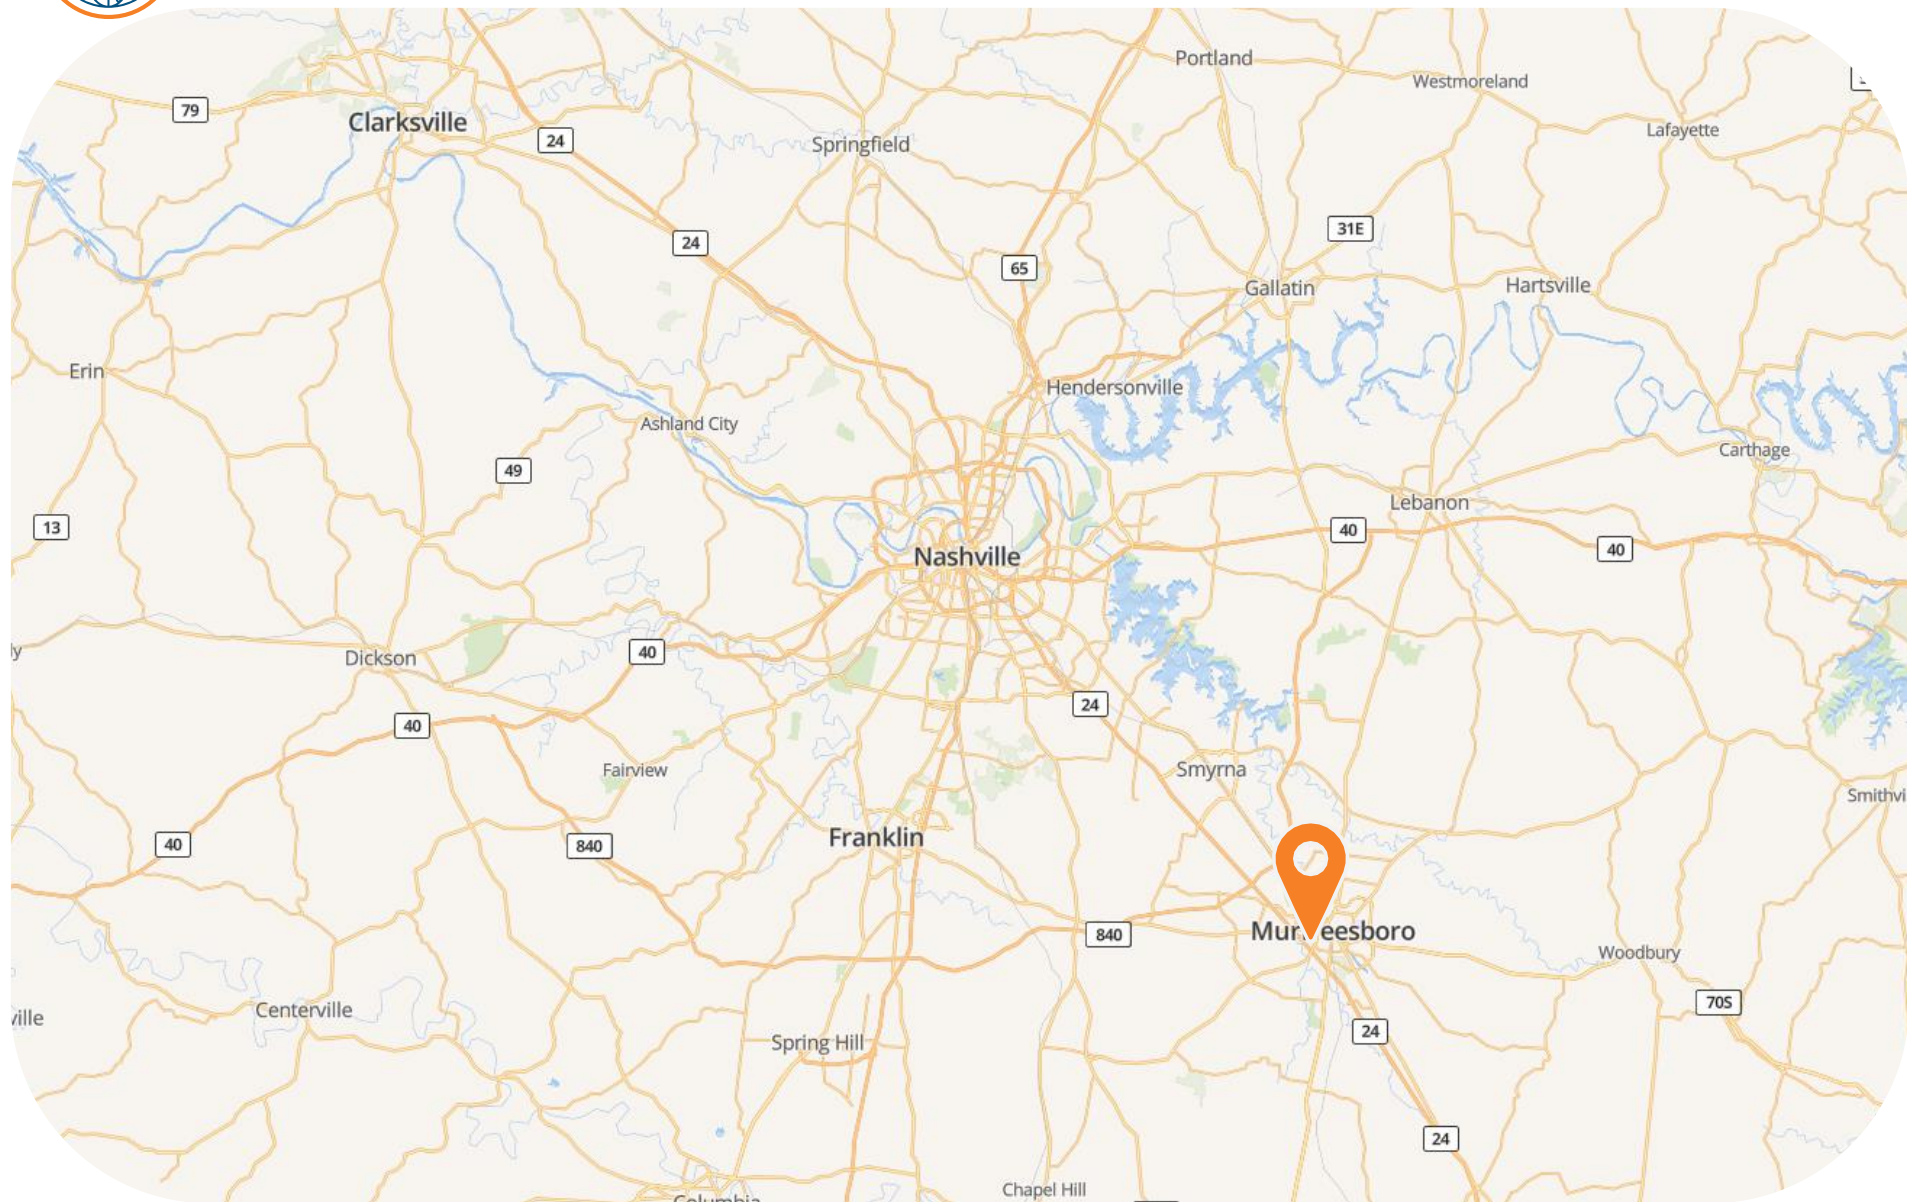 Portland
Westmoreland
79
Clarksville
24
Springfield
Lafayette
24
31E
65
Gallatin
Hartsville
Erin
Hendersonville
Ashland City
Carthage
49
Lebanon
13
40
40
Nashville
40
Dickson
24
40
Fairview
Smyrna
Smithvi
40
840
Franklin
840
Mur eesboro
Woodbury
70S
Centerville
ville
24
Spring Hill
24
Chapel Hill
Columbia